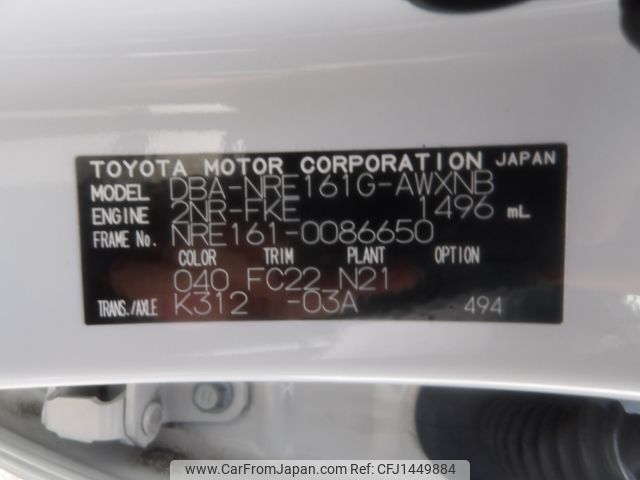 TOYOTA MOTOR CORPORATION JAPAN
MODEL DBA-NRE161G-AWXNB
ENGINE 2NR-FKE 1496 mL
FRAME No. NRE161-0086650
COLOR TRIM PLANT OPTION
040 FC22 N21
TRANS./AXLE K312 -03A 494
www.CarFromJapan.com | CFJ1449884